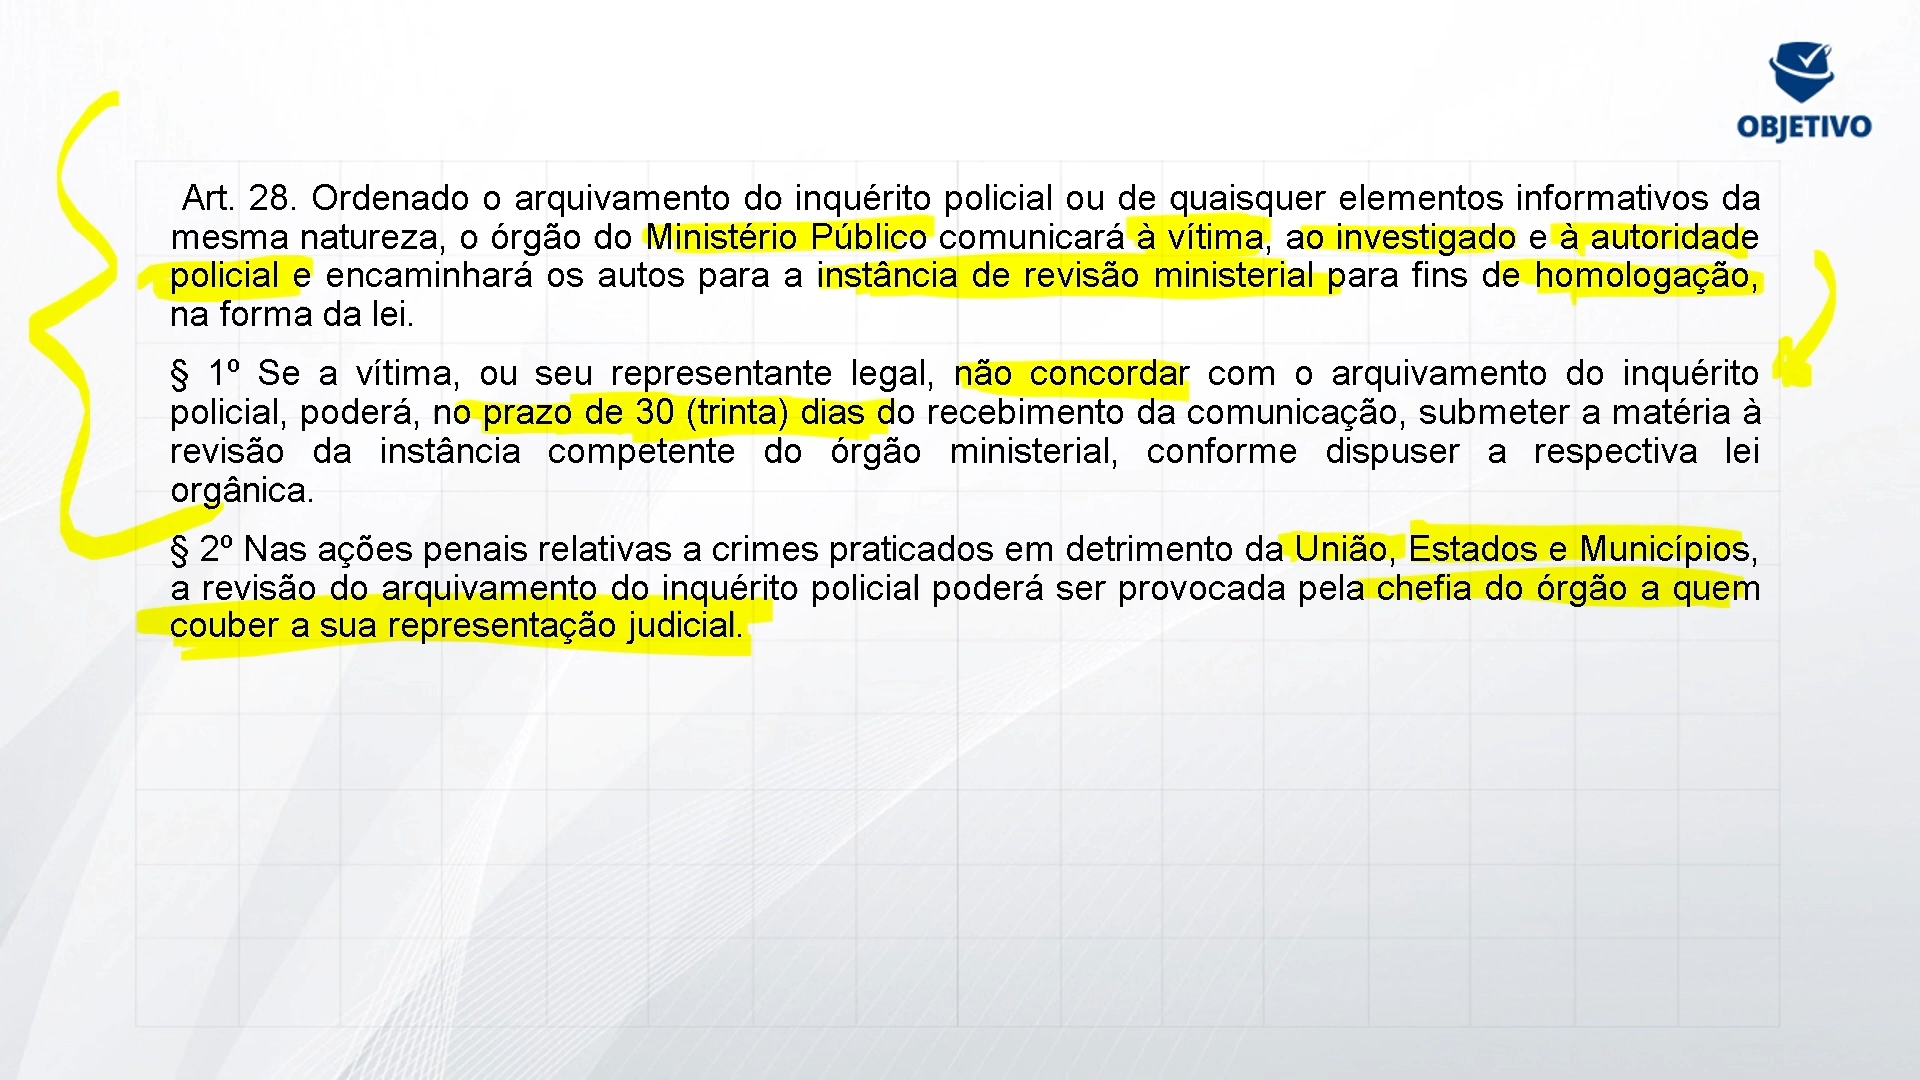 OBJETIVO
Art. 28. Ordenado o arquivamento do inquérito policial ou de quaisquer elementos informativos da
mesma natureza, o órgão do Ministério Público comunicará à vítima, ao investigado e à autoridade
policial e encaminhará os autos para a instância de revisão ministerial para fins de homologação,
na forma da lei.
§ 1º Se a vítima, ou seu representante legal, não concordar com o arquivamento do inquérito
policial, poderá, no prazo de 30 (trinta) dias do recebimento da comunicação, submeter a matéria à
revisão da instância competente do órgão ministerial, conforme dispuser a respectiva lei
orgânica.
§ 2º Nas ações penais relativas a crimes praticados em detrimento da União, Estados e Municípios,
a revisão do arquivamento do inquérito policial poderá ser provocada pela chefia do órgão a quem
couber a sua representação judicial.